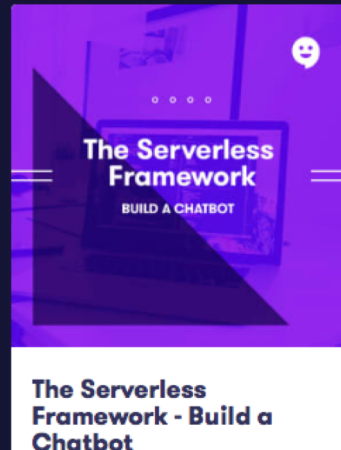 The Serverless
Framework
BUILD A CHATBOT
The Serverless
Framework - Build a
Chatbot